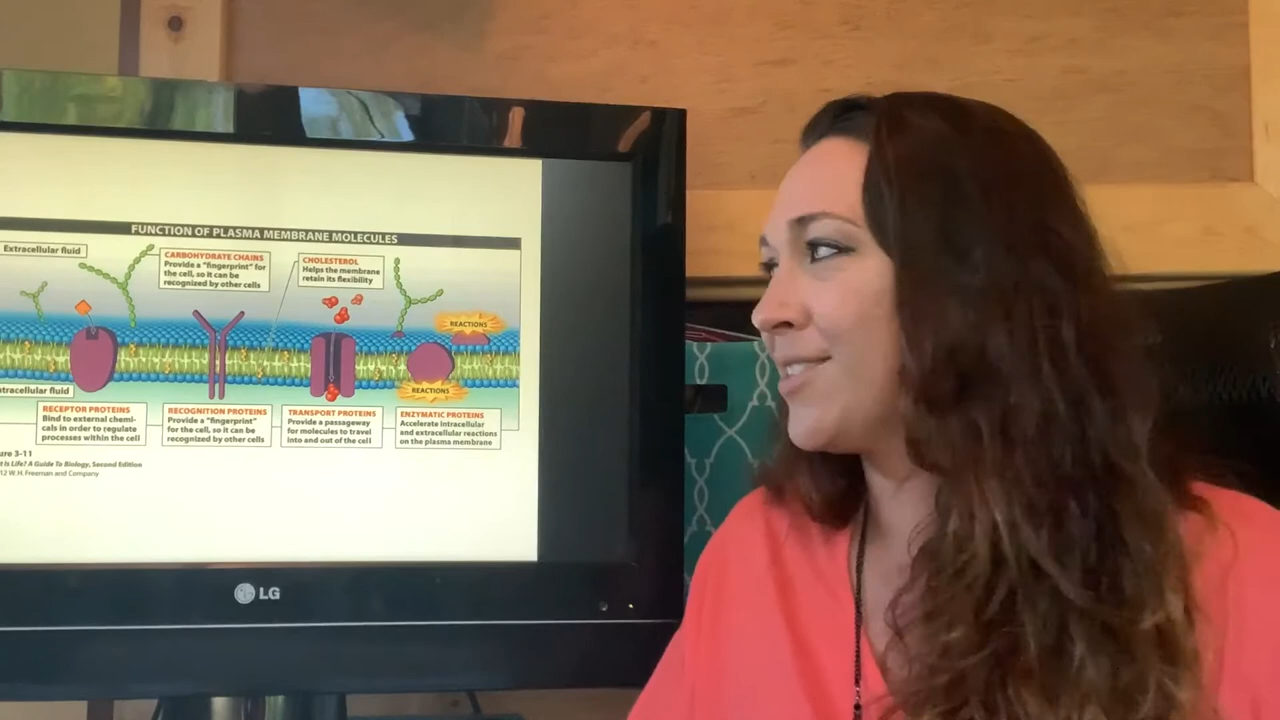 FUNCTION OF PLASMA MEMBRANE MOLECULES
Extracellular fluid
CARBOHYDRATE CHAINS
Provide a "fingerprint" for
the cell, so it can be
recognized by other cells
CHOLESTEROL
Helps the membrane
retain its flexibility
REACTIONS
REACTIONS
ntracellular fluid
RECEPTOR PROTEINS
Bind to external chemi-
cals in order to regulate
processes within the cell
RECOGNITION PROTEINS
Provide a "fingerprint"
for the cell, so it can be
recognized by other cells
TRANSPORT PROTEINS
Provide a passageway
for molecules to travel
into and out of the cell
ENZYMATIC PROTEINS
Accelerate intracellular
and extracellular reactions
on the plasma membrane
ure 3-11
t Is Life? A Guide To Biology, Second Edition
12 W. H. Freeman and Company
LG